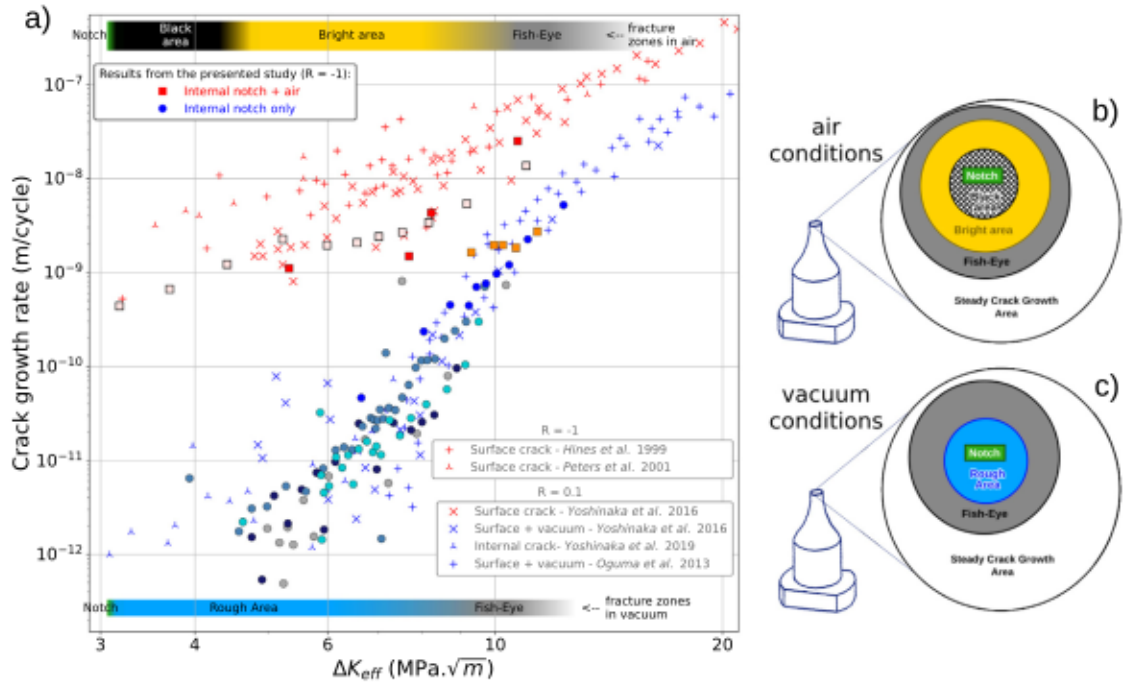 a)
Notch
Black
area
Bright area
Fish-Eye
<-- fracture
zones in air
Results from the presented study (R = -1):
Internal notch + air
Internal notch only
10⁻⁷
10⁻⁸
10⁻⁹
10⁻¹⁰
10⁻¹¹
10⁻¹²
Crack growth rate (m/cycle)
R = -1
Surface crack - Hines et al. 1999
Surface crack - Peters et al. 2001
R = 0.1
Surface crack - Yoshinaka et al. 2016
Surface + vacuum - Yoshinaka et al. 2016
Internal crack- Yoshinaka et al. 2019
Surface + vacuum - Oguma et al. 2013
Notch
Rough Area
Fish-Eye
<-- fracture zones
in vacuum
3 4 6 10 20
ΔKeff (MPa.√m)
b)
air
conditions
Notch
Bright area
Fish-Eye
Steady Crack Growth
Area
c)
vacuum
conditions
Notch
Rough
Area
Fish-Eye
Steady Crack Growth
Area